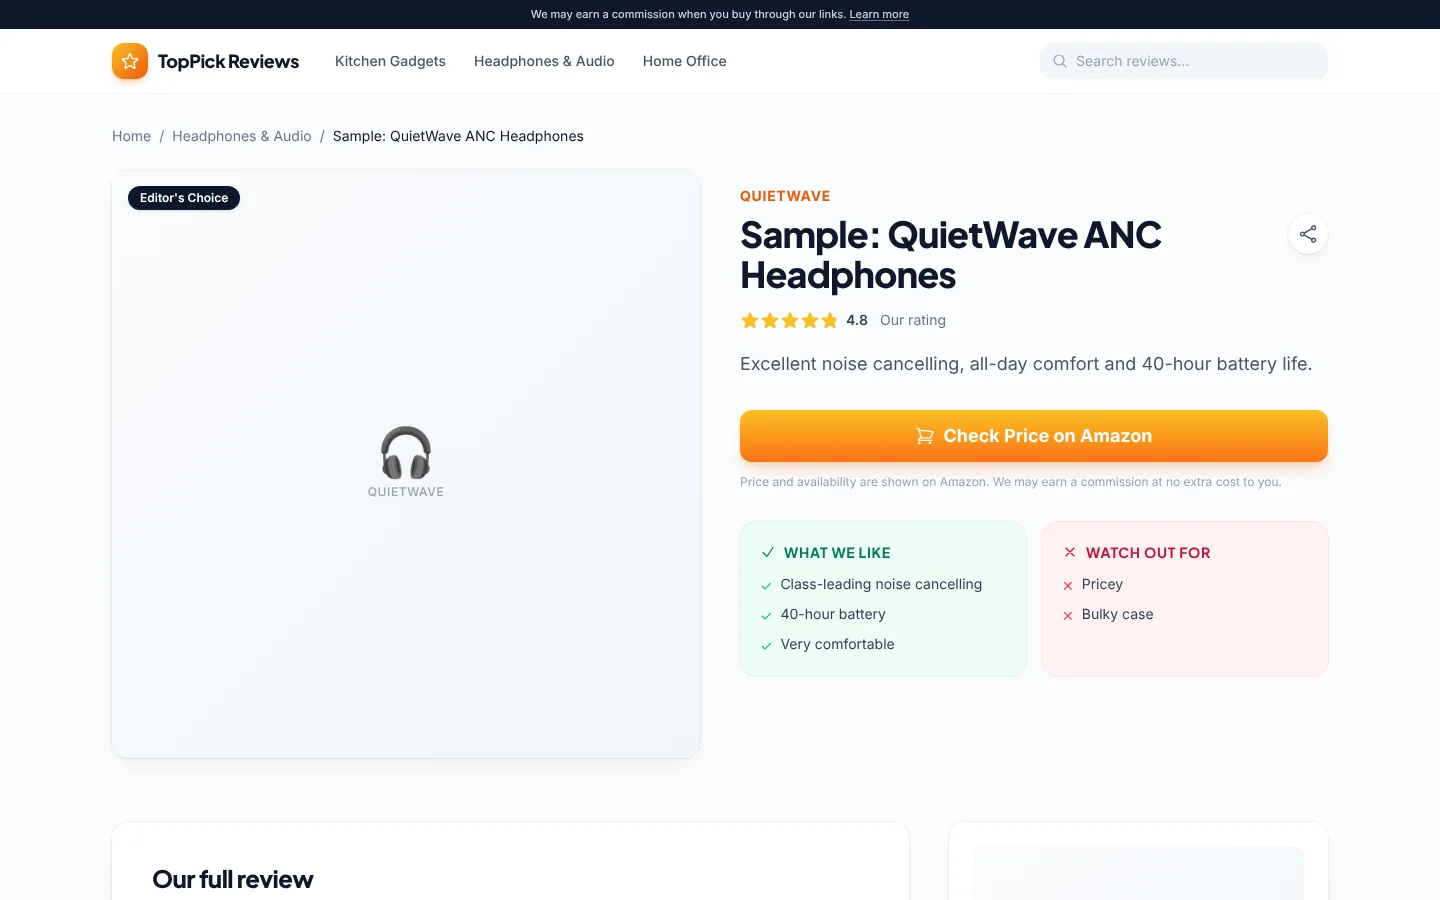 We may earn a commission when you buy through our links. Learn more
TopPick Reviews
Kitchen Gadgets
Headphones & Audio
Home Office
Search reviews...
Home / Headphones & Audio / Sample: QuietWave ANC Headphones
Editor's Choice
QUIETWAVE
QUIETWAVE
Sample: QuietWave ANC
Headphones
4.8 Our rating
Excellent noise cancelling, all-day comfort and 40-hour battery life.
Check Price on Amazon
Price and availability are shown on Amazon. We may earn a commission at no extra cost to you.
WHAT WE LIKE
Class-leading noise cancelling
40-hour battery
Very comfortable
WATCH OUT FOR
Pricey
Bulky case
Our full review